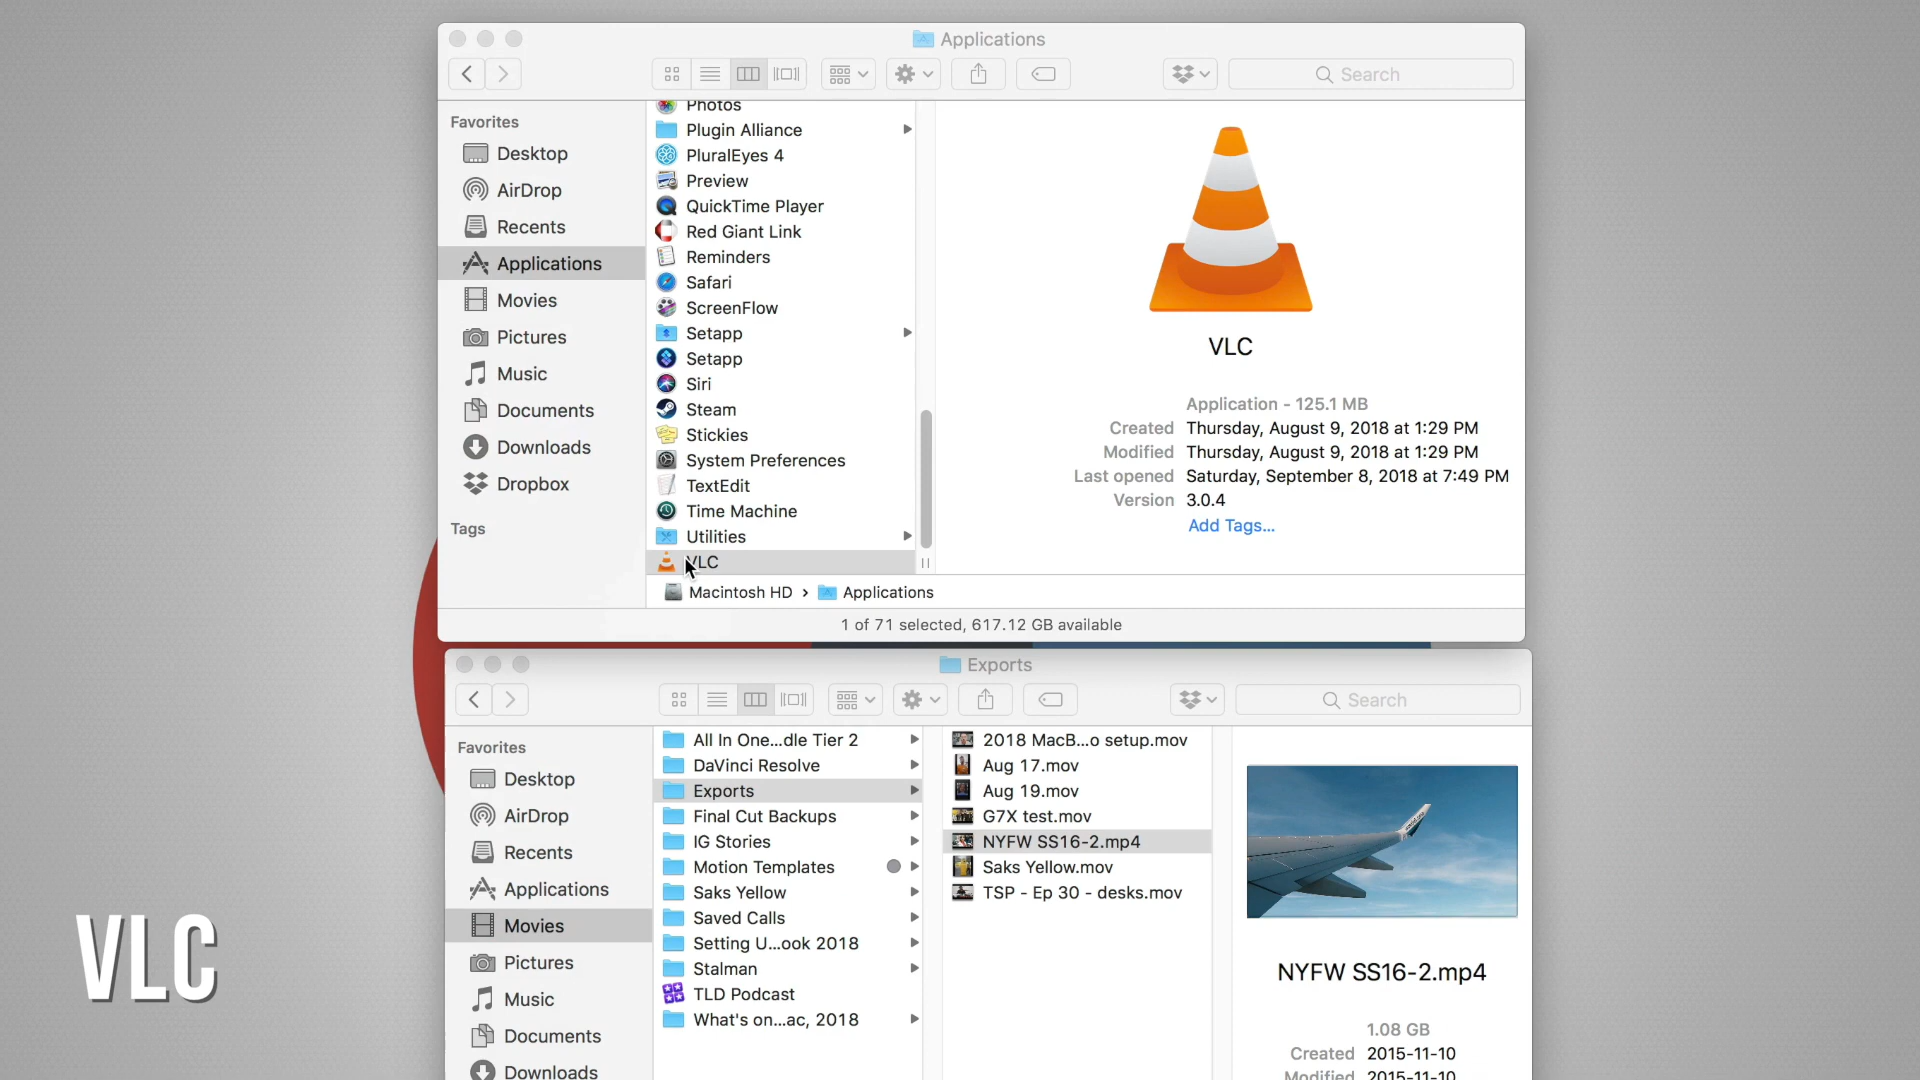 Applications
Search
Favorites
Desktop
AirDrop
Recents
Applications
Movies
Pictures
Music
Documents
Downloads
Dropbox
Tags
Photos
Plugin Alliance
PluralEyes 4
Preview
QuickTime Player
Red Giant Link
Reminders
Safari
ScreenFlow
Setapp
Setapp
Siri
Steam
Stickies
System Preferences
TextEdit
Time Machine
Utilities
VLC
VLC
Application - 125.1 MB
Created Thursday, August 9, 2018 at 1:29 PM
Modified Thursday, August 9, 2018 at 1:29 PM
Last opened Saturday, September 8, 2018 at 7:49 PM
Version 3.0.4
Add Tags...
Macintosh HD › Applications
1 of 71 selected, 617.12 GB available
Exports
Search
Favorites
Desktop
AirDrop
Recents
Applications
Movies
Pictures
Music
Documents
Downloads
All In One...dle Tier 2
DaVinci Resolve
Exports
Final Cut Backups
IG Stories
Motion Templates
Saks Yellow
Saved Calls
Setting U...ook 2018
Stalman
TLD Podcast
What's on...ac, 2018
2018 MacB...o setup.mov
Aug 17.mov
Aug 19.mov
G7X test.mov
NYFW SS16-2.mp4
Saks Yellow.mov
TSP - Ep 30 - desks.mov
NYFW SS16-2.mp4
1.08 GB
Created 2015-11-10
Modified 2015-11-10
VLC